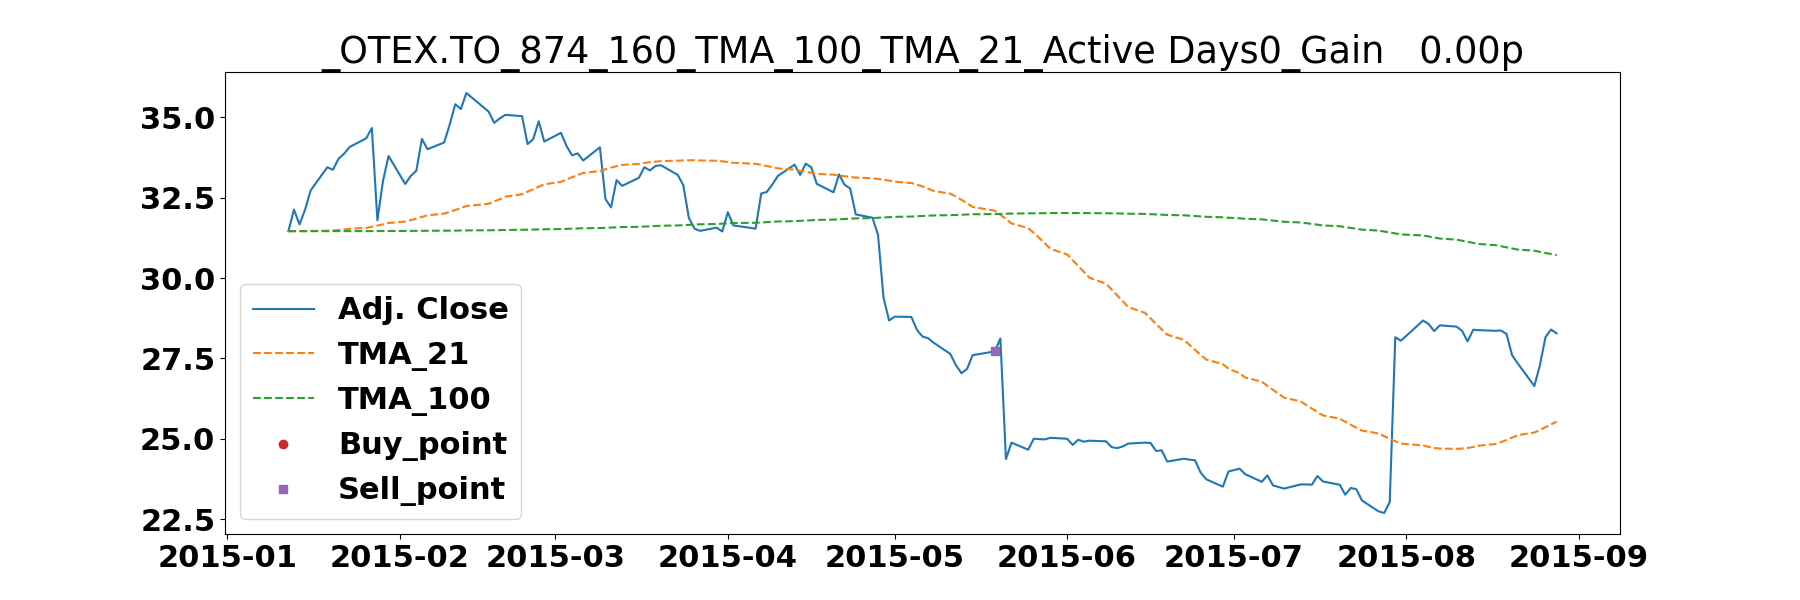 _OTEX.TO_874_160_TMA_100_TMA_21_Active Days0_Gain   0.00p
35.0
32.5
30.0
27.5
25.0
22.5
Adj. Close
TMA_21
TMA_100
Buy_point
Sell_point
2015-01 2015-02 2015-03 2015-04 2015-05 2015-06 2015-07 2015-08 2015-09